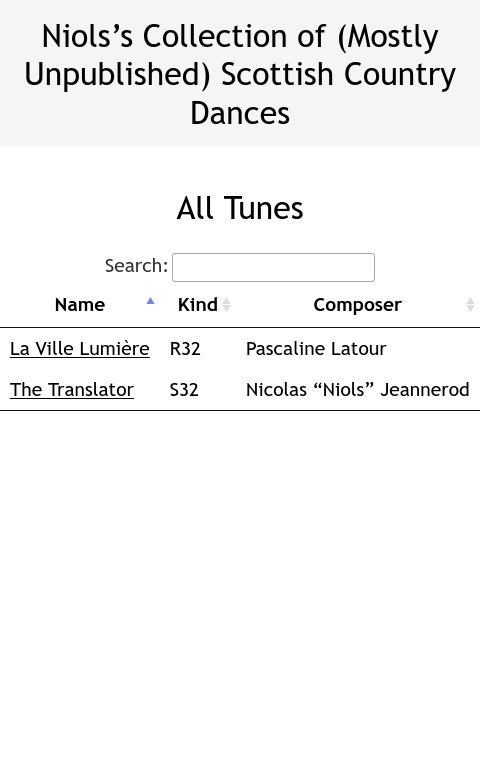 Niols’s Collection of (Mostly
Unpublished) Scottish Country
Dances
All Tunes
Search:
Name Kind Composer
La Ville Lumière R32 Pascaline Latour
The Translator S32 Nicolas “Niols” Jeannerod